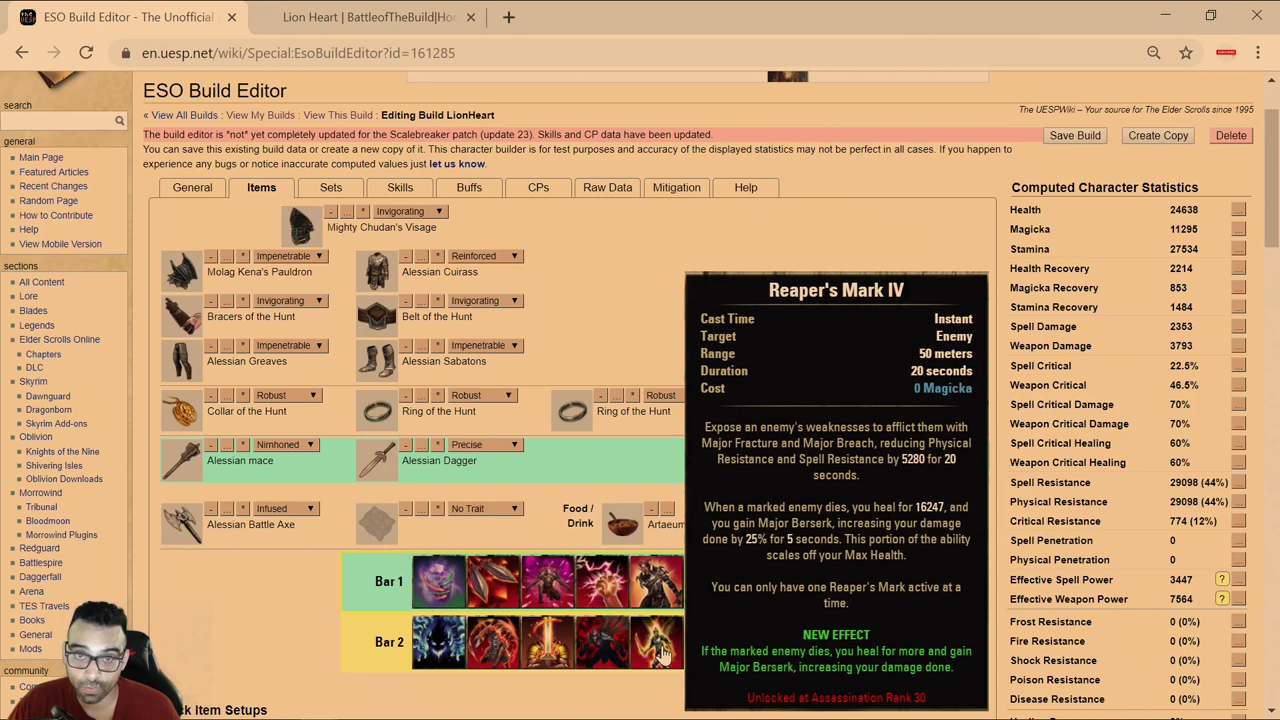 ESO Build Editor - The Unofficial
Lion Heart | BattleofTheBuild|Hor
en.uesp.net/wiki/Special:EsoBuildEditor?id=161285
search
general
Main Page
Featured Articles
Recent Changes
Random Page
How to Contribute
Help
View Mobile Version
sections
All Content
Lore
Blades
Legends
Elder Scrolls Online
Chapters
DLC
Skyrim
Dawnguard
Dragonborn
Skyrim Add-ons
Oblivion
Knights of the Nine
Shivering Isles
Oblivion Downloads
Morrowind
Tribunal
Bloodmoon
Morrowind Plugins
Redguard
Battlespire
Daggerfall
Arena
TES Travels
Books
General
Mods
community
ESO Build Editor
« View All Builds : View My Builds : View This Build : Editing Build LionHeart
The UESPWiki – Your source for The Elder Scrolls since 1995
The build editor is *not* yet completely updated for the Scalebreaker patch (update 23). Skills and CP data have been updated.
You can save this existing build data or create a new copy of it. This character builder is for test purposes and accuracy of the displayed statistics may not be perfect in all cases. If you happen to
experience any bugs or notice inaccurate computed values just let us know.
Save Build Create Copy Delete
General Items Sets Skills Buffs CPs Raw Data Mitigation Help
- ... * Invigorating
Mighty Chudan's Visage
- ... * Impenetrable
Molag Kena's Pauldron
- ... * Reinforced
Alessian Cuirass
- ... * Invigorating
Bracers of the Hunt
- ... * Invigorating
Belt of the Hunt
- ... * Impenetrable
Alessian Greaves
- ... * Impenetrable
Alessian Sabatons
- ... * Robust
Collar of the Hunt
- ... * Robust
Ring of the Hunt
- ... * Robust
Ring of the Hunt
- ... * Nirnhoned
Alessian mace
- ... * Precise
Alessian Dagger
- ... * Infused
Alessian Battle Axe
- ... * No Trait
Food /
Drink
- ...
Artaeum
Bar 1
Bar 2
Item Setups
Reaper's Mark IV
Cast Time Instant
Target Enemy
Range 50 meters
Duration 20 seconds
Cost 0 Magicka
Expose an enemy's weaknesses to afflict them with
Major Fracture and Major Breach, reducing Physical
Resistance and Spell Resistance by 5280 for 20
seconds.
When a marked enemy dies, you heal for 16247, and
you gain Major Berserk, increasing your damage
done by 25% for 5 seconds. This portion of the ability
scales off your Max Health.
You can only have one Reaper's Mark active at a
time.
NEW EFFECT
If the marked enemy dies, you heal for more and gain
Major Berserk, increasing your damage done.
Unlocked at Assassination Rank 30
Computed Character Statistics
Health 24638 ...
Magicka 11295 ...
Stamina 27534 ...
Health Recovery 2214 ...
Magicka Recovery 853 ...
Stamina Recovery 1484 ...
Spell Damage 2353 ...
Weapon Damage 3793 ...
Spell Critical 22.5% ...
Weapon Critical 46.5% ...
Spell Critical Damage 70% ...
Weapon Critical Damage 70% ...
Spell Critical Healing 60% ...
Weapon Critical Healing 60% ...
Spell Resistance 29098 (44%) ...
Physical Resistance 29098 (44%) ...
Critical Resistance 774 (12%) ...
Spell Penetration 0 ...
Physical Penetration 0 ...
Effective Spell Power 3447 ? ...
Effective Weapon Power 7564 ? ...
Frost Resistance 0 (0%) ...
Fire Resistance 0 (0%) ...
Shock Resistance 0 (0%) ...
Poison Resistance 0 (0%) ...
Disease Resistance 0 (0%) ...